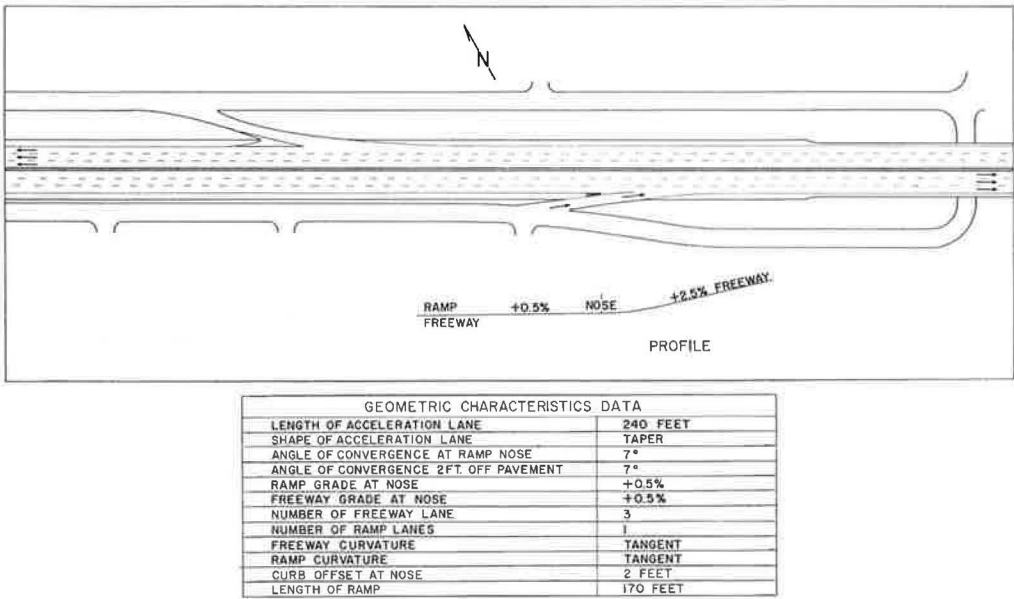 N
+2.5% FREEWAY.
RAMP +0.5% NOSE
FREEWAY
PROFILE
GEOMETRIC CHARACTERISTICS DATA
LENGTH OF ACCELERATION LANE 240 FEET
SHAPE OF ACCELERATION LANE TAPER
ANGLE OF CONVERGENCE AT RAMP NOSE 7°
ANGLE OF CONVERGENCE 2FT. OFF PAVEMENT 7°
RAMP GRADE AT NOSE +0.5%
FREEWAY GRADE AT NOSE +0.5%
NUMBER OF FREEWAY LANE 3
NUMBER OF RAMP LANES 1
FREEWAY CURVATURE TANGENT
RAMP CURVATURE TANGENT
CURB OFFSET AT NOSE 2 FEET
LENGTH OF RAMP 170 FEET